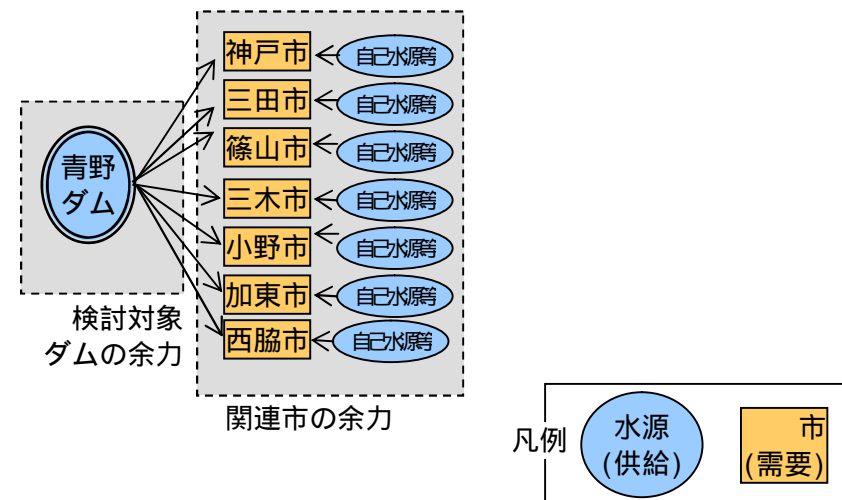 神戸市
自己水源等
三田市
自己水源等
篠山市
自己水源等
三木市
自己水源等
小野市
自己水源等
加東市
自己水源等
西脇市
自己水源等
青野
ダム
検討対象
ダムの余力
関連市の余力
凡例
水源
(供給)
市
(需要)